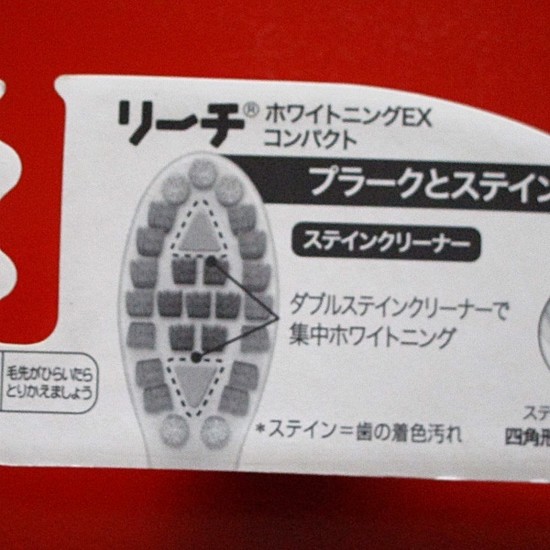 リーチ® ホワイトニングEX
コンパクト
プラークとステイン
ステインクリーナー
ダブルステインクリーナーで
集中ホワイトニング
毛先がひらいたら
とりかえましょう
*ステイン=歯の着色汚れ
ステ
四角形